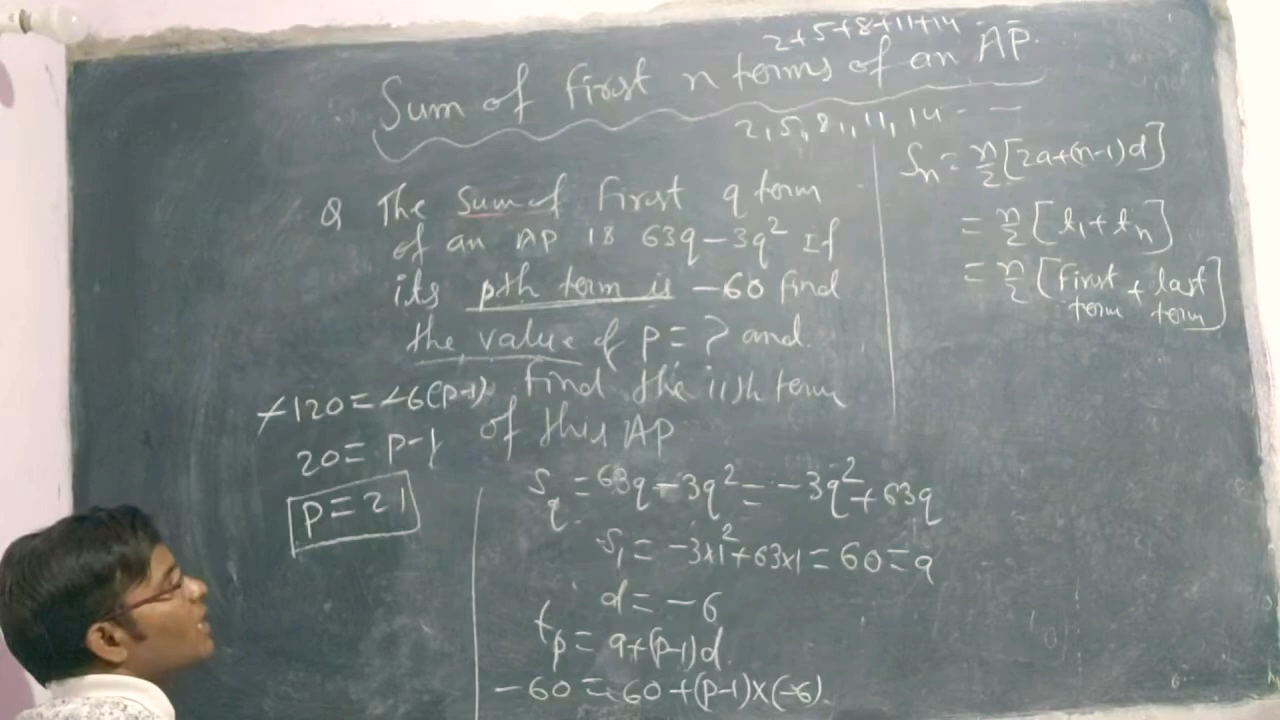 2+5+8+11+14
Sum of first n terms of an AP.
2, 5, 8, 11, 14 - -
Q The Sum of First q term
of an AP is 63q-3q² If
its pth term is -60 find
the value of p=? and
find the 11th term
of this AP
Sn = n/2 [2a+(n-1)d]
= n/2 [t₁+tn]
= n/2 [First term + last term]
Sq = 63q-3q² = -3q²+63q
S₁ = -3×1²+63×1 = 60 = a
d = -6
tp = a+(p-1)d.
-60 = 60+(p-1)×(-6).
-120 = -6(p-1)
20 = p-1
p=21